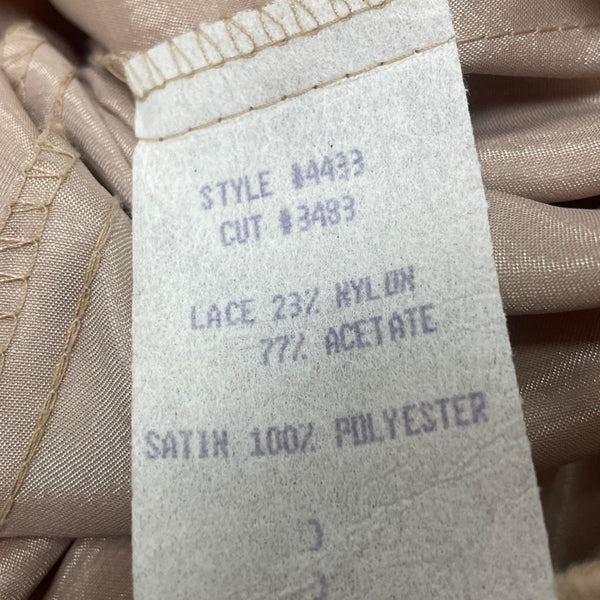 STYLE #4433
CUT #3483
LACE 23% NYLON
77% ACETATE
SATIN 100% POLYESTER